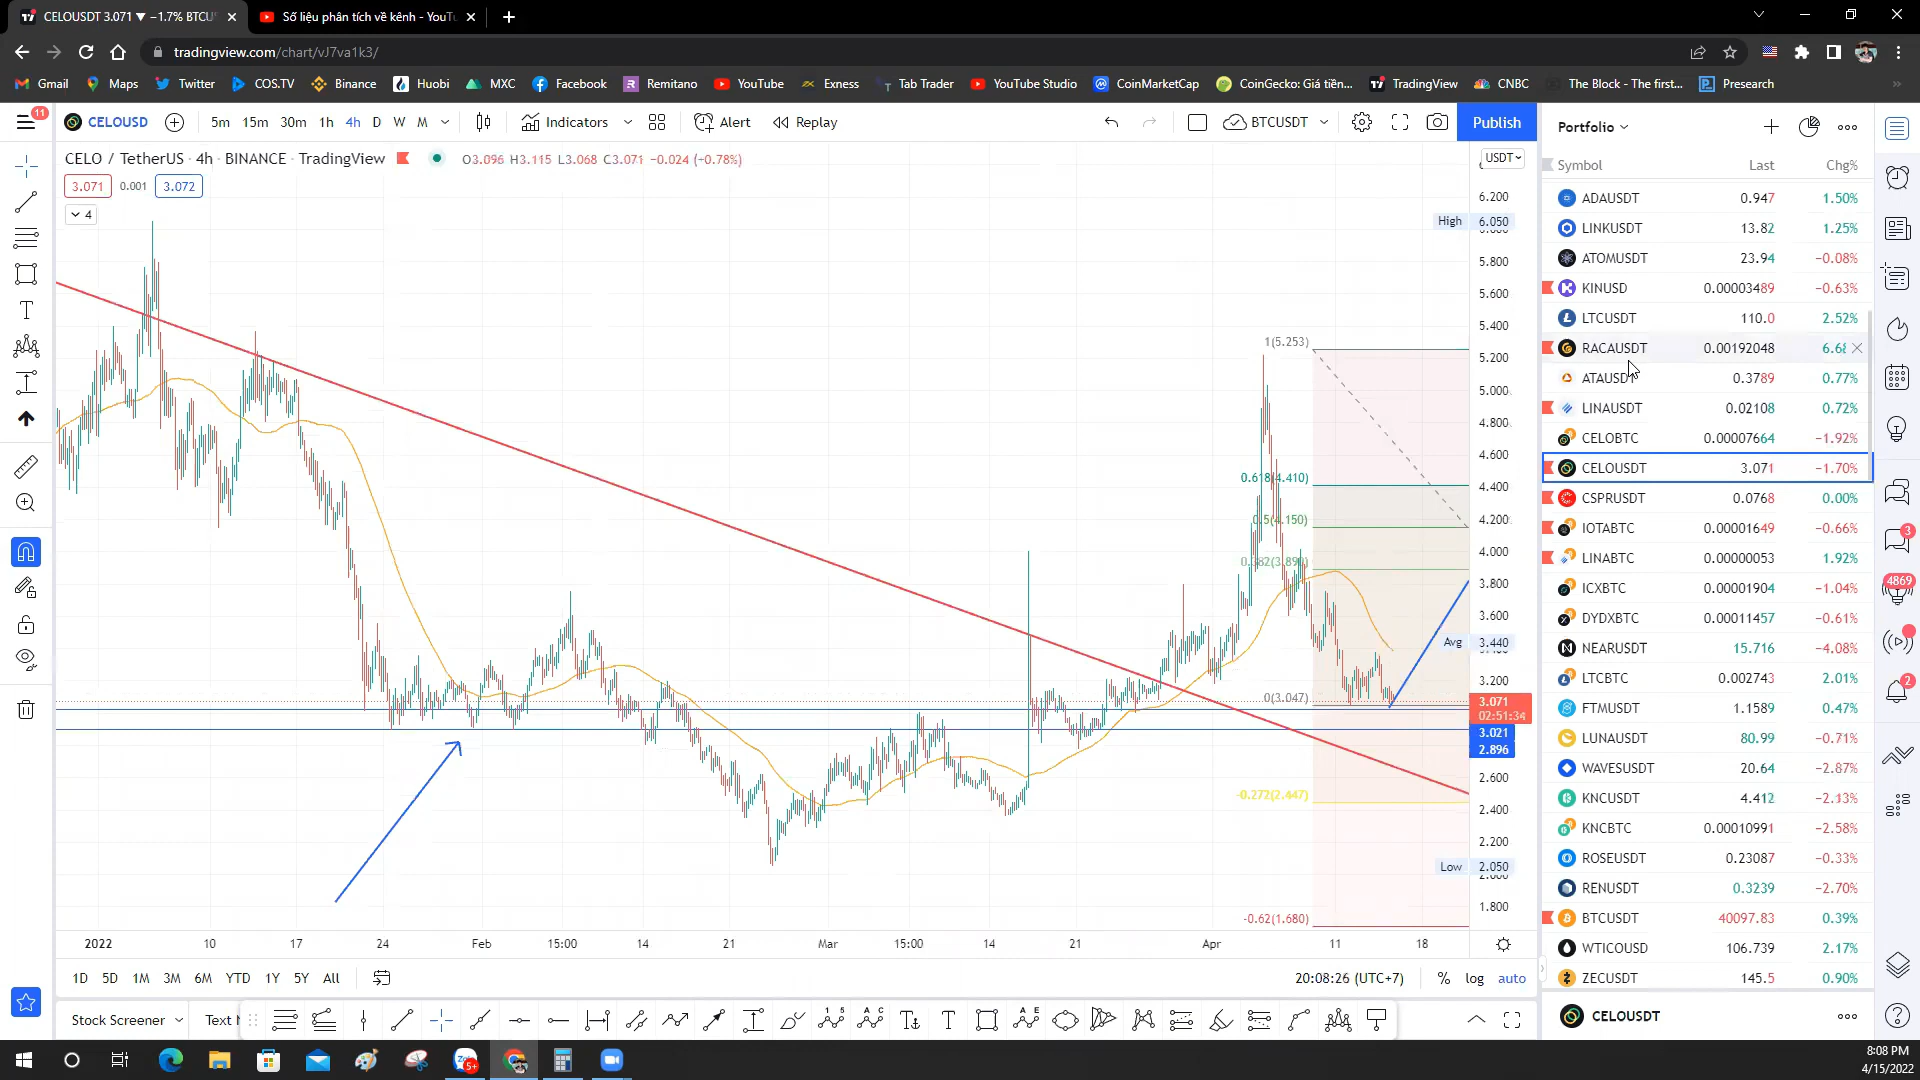 CELOUSDT 3.071 ▼ −1.7% BTCUS
Số liệu phân tích về kênh - YouTu
tradingview.com/chart/vJ7va1k3/
Gmail Maps Twitter COS.TV Binance Huobi MXC Facebook Remitano YouTube Exness Tab Trader YouTube Studio CoinMarketCap CoinGecko: Giá tiền... TradingView CNBC The Block - The first... Presearch
11
CELOUSD 5m 15m 30m 1h 4h D W M Indicators Alert Replay BTCUSDT Publish
CELO / TetherUS · 4h · BINANCE · TradingView O3.096 H3.115 L3.068 C3.071 −0.024 (−0.78%)
3.071 0.001 3.072
4
USDT
6.200
High 6.050
5.800
5.600
5.400
5.200
5.000
4.800
4.600
4.400
4.200
4.000
3.800
3.600
Avg 3.440
3.200
3.071
02:51:34
3.021
2.896
2.600
2.400
2.200
Low 2.050
2.000
1.800
1(5.253)
0.618(4.410)
0.5(4.150)
0.382(3.890)
0(3.047)
-0.272(2.447)
-0.62(1.680)
2022 10 17 24 Feb 15:00 14 21 Mar 15:00 14 21 Apr 11 18
1D 5D 1M 3M 6M YTD 1Y 5Y All 20:08:26 (UTC+7) % log auto
Stock Screener Text
Portfolio
Symbol Last Chg%
ADAUSDT 0.947 1.50%
LINKUSDT 13.82 1.25%
ATOMUSDT 23.94 −0.08%
KINUSD 0.00003489 −0.63%
LTCUSDT 110.0 2.52%
RACAUSDT 0.00192048 6.6
ATAUSDT 0.3789 0.77%
LINAUSDT 0.02108 0.72%
CELOBTC 0.00007664 −1.92%
CELOUSDT 3.071 −1.70%
CSPRUSDT 0.0768 0.00%
IOTABTC 0.00001649 −0.66%
LINABTC 0.00000053 1.92%
ICXBTC 0.00001904 −1.04%
DYDXBTC 0.00011457 −0.61%
NEARUSDT 15.716 −4.08%
LTCBTC 0.002743 2.01%
FTMUSDT 1.1589 0.47%
LUNAUSDT 80.99 −0.71%
WAVESUSDT 20.64 −2.87%
KNCUSDT 4.412 −2.13%
KNCBTC 0.00010991 −2.58%
ROSEUSDT 0.23087 −0.33%
RENUSDT 0.3239 −2.70%
BTCUSDT 40097.83 0.39%
WTICOUSD 106.739 2.17%
ZECUSDT 145.5 0.90%
CELOUSDT
3
4869
2
5+
8:08 PM
4/15/2022